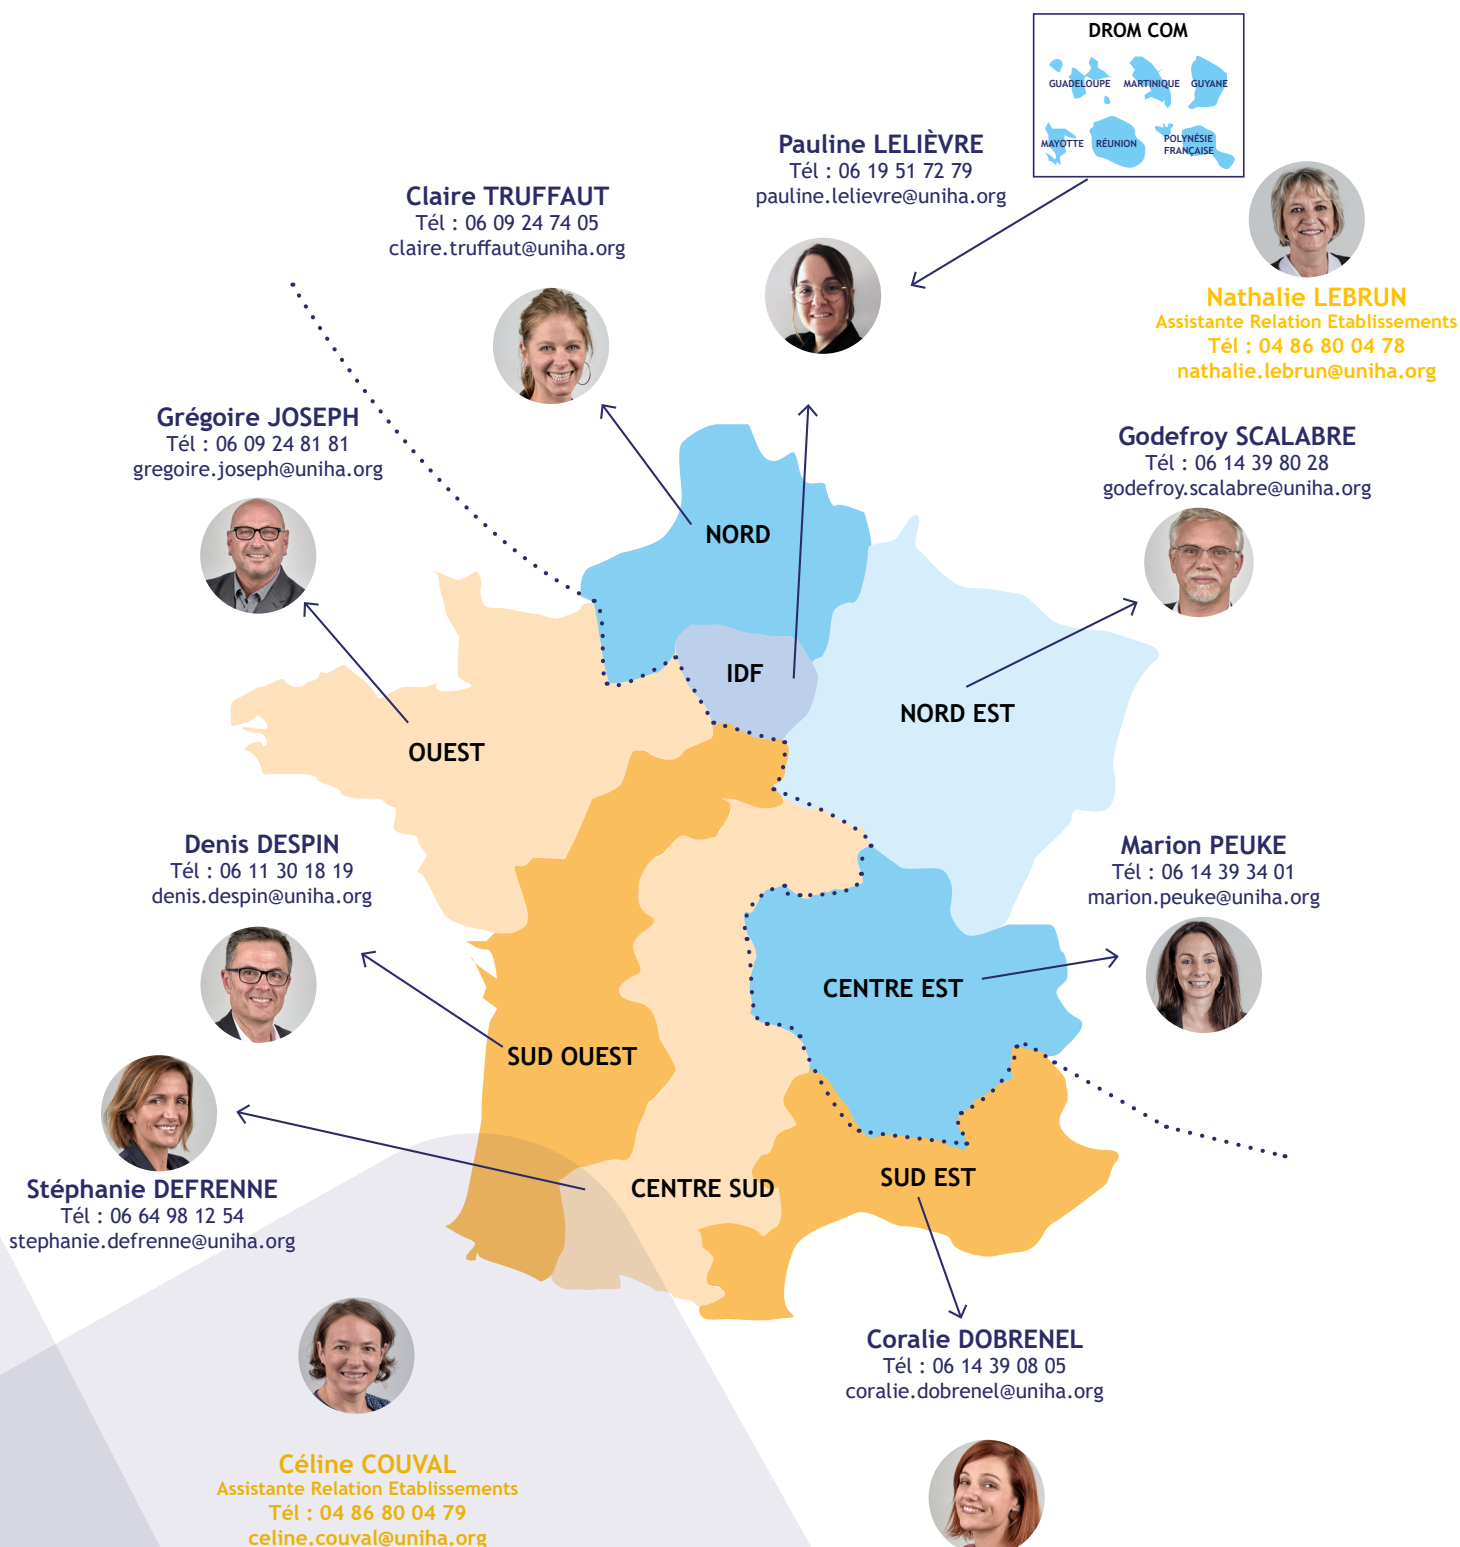 DROM COM
GUADELOUPE
MARTINIQUE
GUYANE
MAYOTTE
RÉUNION
POLYNÉSIE
FRANÇAISE
Pauline LELIÈVRE
Tél : 06 19 51 72 79
pauline.lelievre@uniha.org
Claire TRUFFAUT
Tél : 06 09 24 74 05
claire.truffaut@uniha.org
Nathalie LEBRUN
Assistante Relation Etablissements
Tél : 04 86 80 04 78
nathalie.lebrun@uniha.org
Grégoire JOSEPH
Tél : 06 09 24 81 81
gregoire.joseph@uniha.org
Godefroy SCALABRE
Tél : 06 14 39 80 28
godefroy.scalabre@uniha.org
NORD
IDF
NORD EST
OUEST
Denis DESPIN
Tél : 06 11 30 18 19
denis.despin@uniha.org
Marion PEUKE
Tél : 06 14 39 34 01
marion.peuke@uniha.org
CENTRE EST
SUD OUEST
CENTRE SUD
SUD EST
Stéphanie DEFRENNE
Tél : 06 64 98 12 54
stephanie.defrenne@uniha.org
Coralie DOBRENEL
Tél : 06 14 39 08 05
coralie.dobrenel@uniha.org
Céline COUVAL
Assistante Relation Etablissements
Tél : 04 86 80 04 79
celine.couval@uniha.org